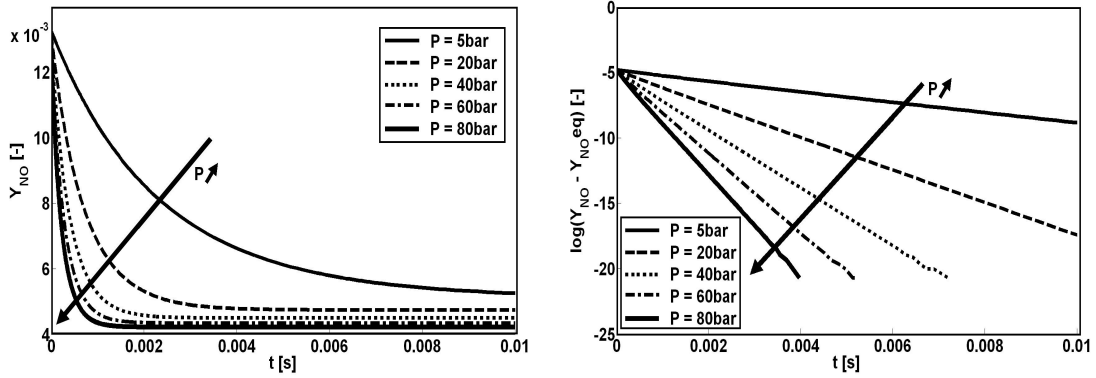 x 10⁻³
12
10
8
6
4
Y_NO [-]
0
0.002
0.004
0.006
0.008
0.01
t [s]
P = 5bar
P = 20bar
P = 40bar
P = 60bar
P = 80bar
P
0
-5
-10
-15
-20
-25
log(Y_NO - Y_NOeq) [-]
0
0.002
0.004
0.006
0.008
0.01
t [s]
P = 5bar
P = 20bar
P = 40bar
P = 60bar
P = 80bar
P